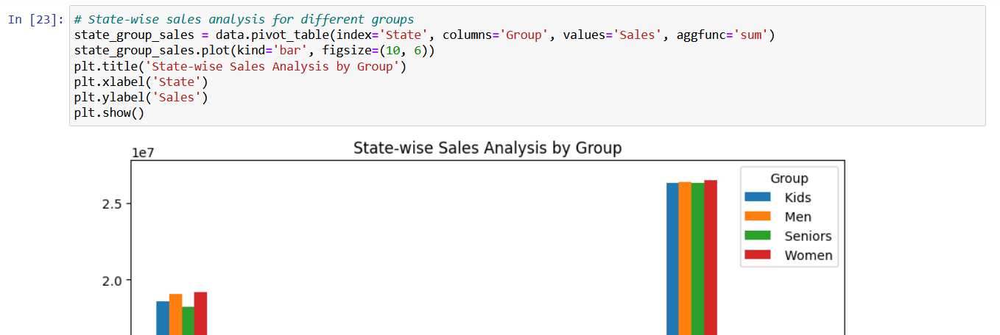 In [23]: # State-wise sales analysis for different groups
state_group_sales = data.pivot_table(index='State', columns='Group', values='Sales', aggfunc='sum')
state_group_sales.plot(kind='bar', figsize=(10, 6))
plt.title('State-wise Sales Analysis by Group')
plt.xlabel('State')
plt.ylabel('Sales')
plt.show()
State-wise Sales Analysis by Group
1e7
Group
Kids
Men
Seniors
Women
2.5
2.0